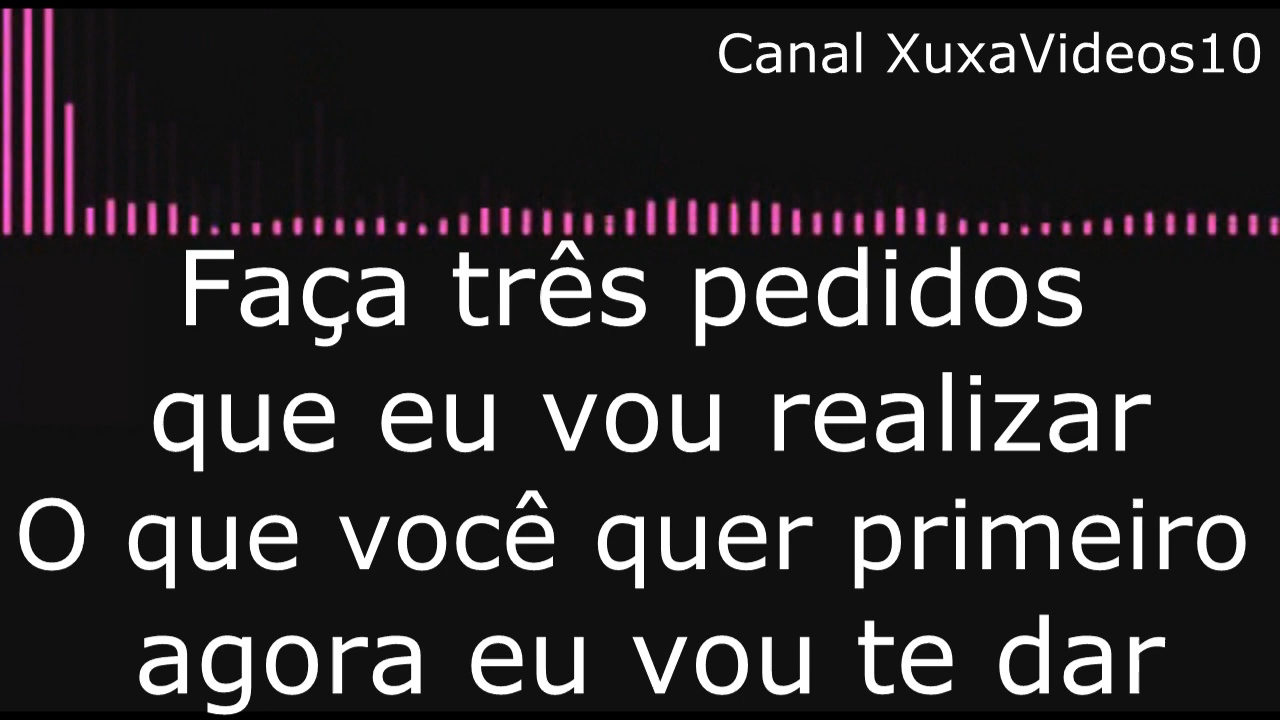 Canal XuxaVideos10
Faça três pedidos
que eu vou realizar
O que você quer primeiro
agora eu vou te dar